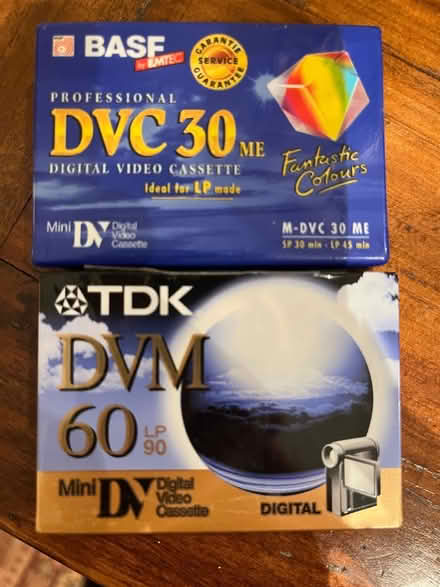 BASF
by EMTEC
GARANTIE
SERVICE
GUARANTEE
PROFESSIONAL
DVC 30 ME
DIGITAL VIDEO CASSETTE
Ideal for LP mode
Fantastic
Colours
Mini DV Digital
Video
Cassette
M-DVC 30 ME
SP 30 min - LP 45 min
TDK
DVM
60 LP
90
Mini DV Digital
Video
Cassette
DIGITAL